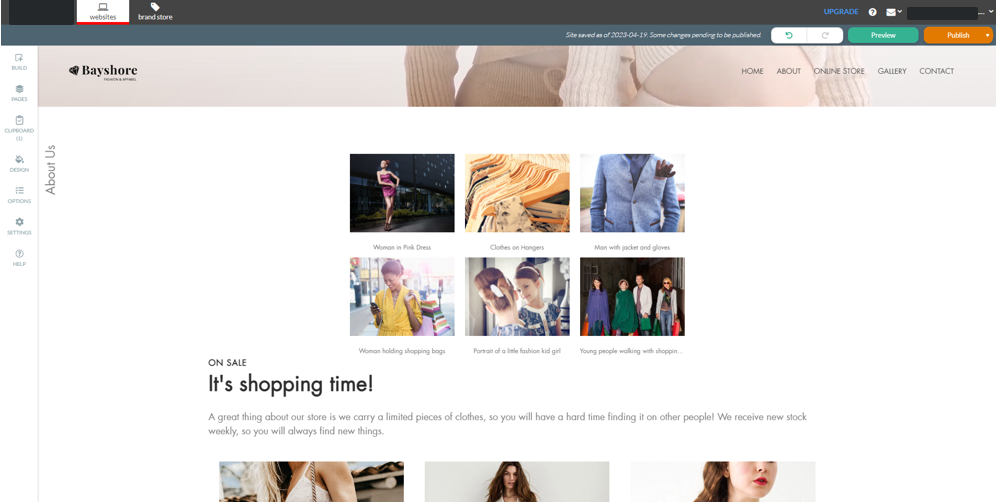 websites
brand store
UPGRADE
Site saved as of 2023-04-19. Some changes pending to be published.
Preview
Publish
BUILD
PAGES
CLIPBOARD
(1)
DESIGN
OPTIONS
SETTINGS
HELP
Bayshore
FASHION & APPAREL
HOME ABOUT ONLINE STORE GALLERY CONTACT
About Us
Woman in Pink Dress
Clothes on Hangers
Man with jacket and gloves
Woman holding shopping bags
Portrait of a little fashion kid girl
Young people walking with shoppin...
ON SALE
It's shopping time!
A great thing about our store is we carry a limited pieces of clothes, so you will have a hard time finding it on other people! We receive new stock
weekly, so you will always find new things.